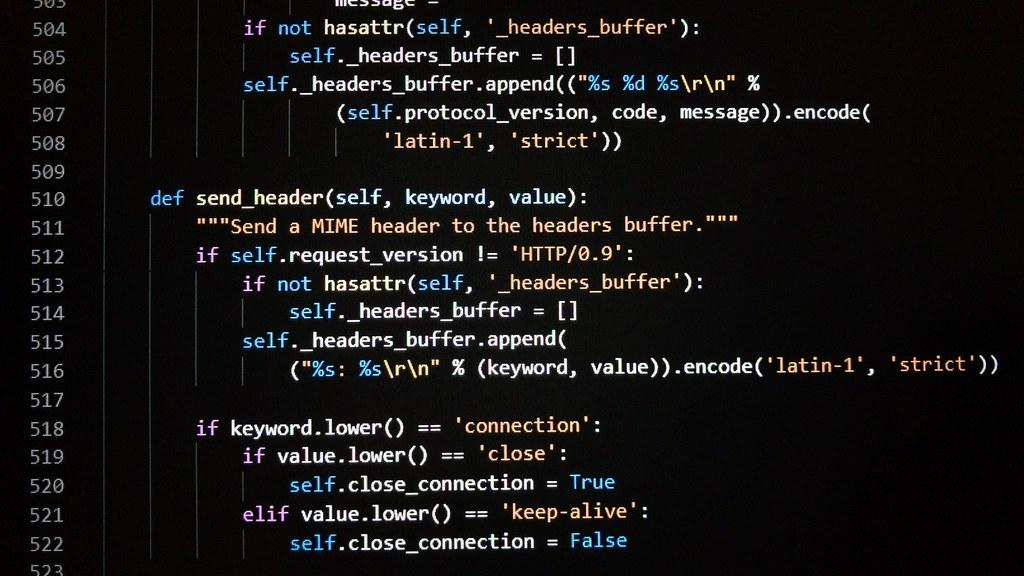 503 message =
504 if not hasattr(self, '_headers_buffer'):
505 self._headers_buffer = []
506 self._headers_buffer.append(("%s %d %s\r\n" %
507 (self.protocol_version, code, message)).encode(
508 'latin-1', 'strict'))
509
510 def send_header(self, keyword, value):
511 """Send a MIME header to the headers buffer."""
512 if self.request_version != 'HTTP/0.9':
513 if not hasattr(self, '_headers_buffer'):
514 self._headers_buffer = []
515 self._headers_buffer.append(
516 ("%s: %s\r\n" % (keyword, value)).encode('latin-1', 'strict'))
517
518 if keyword.lower() == 'connection':
519 if value.lower() == 'close':
520 self.close_connection = True
521 elif value.lower() == 'keep-alive':
522 self.close_connection = False
523